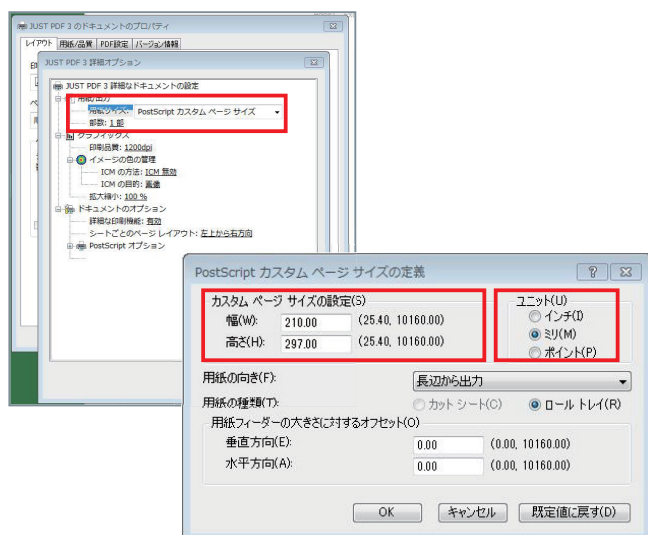 JUST PDF 3 のドキュメントのプロパティ
レイアウト 用紙/品質 PDF設定 バージョン情報
JUST PDF 3 詳細オプション
JUST PDF 3 詳細なドキュメントの設定
用紙/出力
用紙サイズ: PostScript カスタム ページ サイズ
部数: 1 部
グラフィックス
印刷品質: 1200dpi
イメージの色の管理
ICM の方法: ICM 無効
ICM の目的: 画像
拡大縮小: 100 %
ドキュメントのオプション
詳細な印刷機能: 有効
シートごとのページ レイアウト: 左上から右方向
PostScript オプション
PostScript カスタム ページ サイズの定義
カスタム ページ サイズの設定(S)
幅(W): 210.00 (25.40, 10160.00)
高さ(H): 297.00 (25.40, 10160.00)
ユニット(U)
インチ(I)
ミリ(M)
ポイント(P)
用紙の向き(F): 長辺から出力
用紙の種類(T): カット シート(C) ロール トレイ(R)
用紙フィーダーの大きさに対するオフセット(O)
垂直方向(E): 0.00 (0.00, 10160.00)
水平方向(A): 0.00 (0.00, 10160.00)
OK キャンセル 既定値に戻す(D)